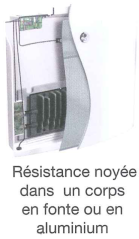 Résistance noyée
dans un corps
en fonte ou en
aluminium